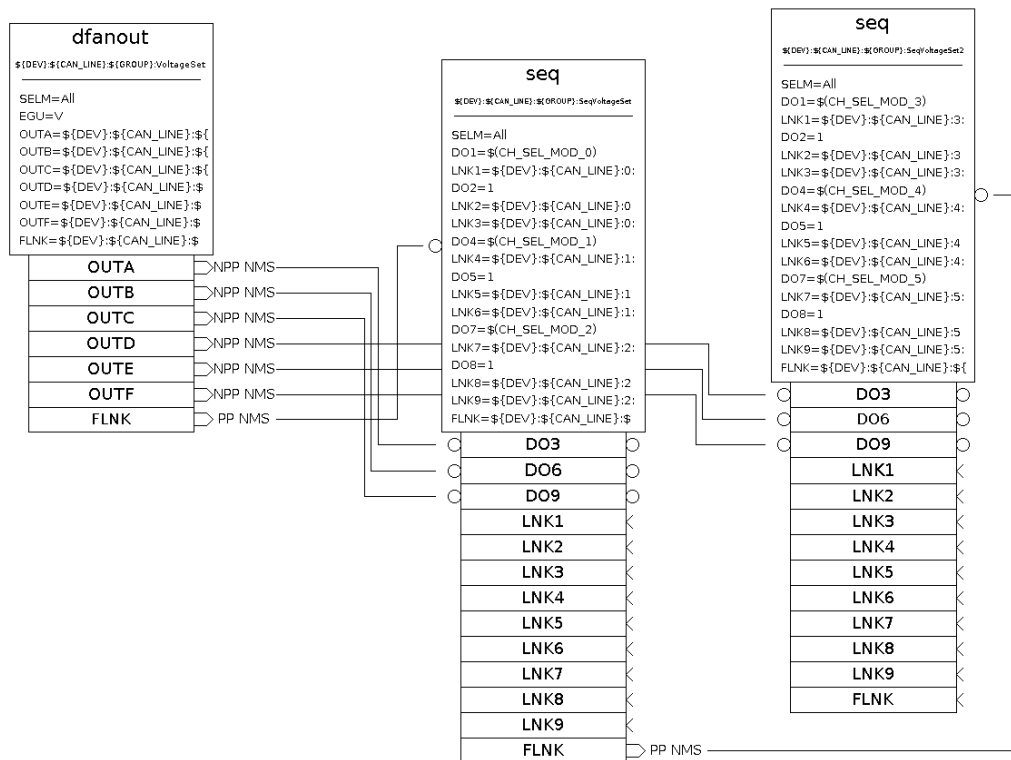 dfanout
${DEV}:${CAN_LINE}:${GROUP}:VoltageSet
SELM=All
EGU=V
OUTA=${DEV}:${CAN_LINE}:${
OUTB=${DEV}:${CAN_LINE}:${
OUTC=${DEV}:${CAN_LINE}:${
OUTD=${DEV}:${CAN_LINE}:$
OUTE=${DEV}:${CAN_LINE}:$
OUTF=${DEV}:${CAN_LINE}:$
FLNK=${DEV}:${CAN_LINE}:$
OUTA NPP NMS
OUTB NPP NMS
OUTC NPP NMS
OUTD NPP NMS
OUTE NPP NMS
OUTF NPP NMS
FLNK PP NMS
seq
${DEV}:${CAN_LINE}:${GROUP}:SeqVoltageSet
SELM=All
DO1=$(CH_SEL_MOD_0)
LNK1=${DEV}:${CAN_LINE}:0:
DO2=1
LNK2=${DEV}:${CAN_LINE}:0
LNK3=${DEV}:${CAN_LINE}:0:
DO4=$(CH_SEL_MOD_1)
LNK4=${DEV}:${CAN_LINE}:1:
DO5=1
LNK5=${DEV}:${CAN_LINE}:1
LNK6=${DEV}:${CAN_LINE}:1:
DO7=$(CH_SEL_MOD_2)
LNK7=${DEV}:${CAN_LINE}:2:
DO8=1
LNK8=${DEV}:${CAN_LINE}:2
LNK9=${DEV}:${CAN_LINE}:2:
FLNK=${DEV}:${CAN_LINE}:$
DO3
DO6
DO9
LNK1
LNK2
LNK3
LNK4
LNK5
LNK6
LNK7
LNK8
LNK9
FLNK PP NMS
seq
${DEV}:${CAN_LINE}:${GROUP}:SeqVoltageSet2
SELM=All
DO1=$(CH_SEL_MOD_3)
LNK1=${DEV}:${CAN_LINE}:3:
DO2=1
LNK2=${DEV}:${CAN_LINE}:3
LNK3=${DEV}:${CAN_LINE}:3:
DO4=$(CH_SEL_MOD_4)
LNK4=${DEV}:${CAN_LINE}:4:
DO5=1
LNK5=${DEV}:${CAN_LINE}:4
LNK6=${DEV}:${CAN_LINE}:4:
DO7=$(CH_SEL_MOD_5)
LNK7=${DEV}:${CAN_LINE}:5:
DO8=1
LNK8=${DEV}:${CAN_LINE}:5
LNK9=${DEV}:${CAN_LINE}:5:
FLNK=${DEV}:${CAN_LINE}:${
DO3
DO6
DO9
LNK1
LNK2
LNK3
LNK4
LNK5
LNK6
LNK7
LNK8
LNK9
FLNK